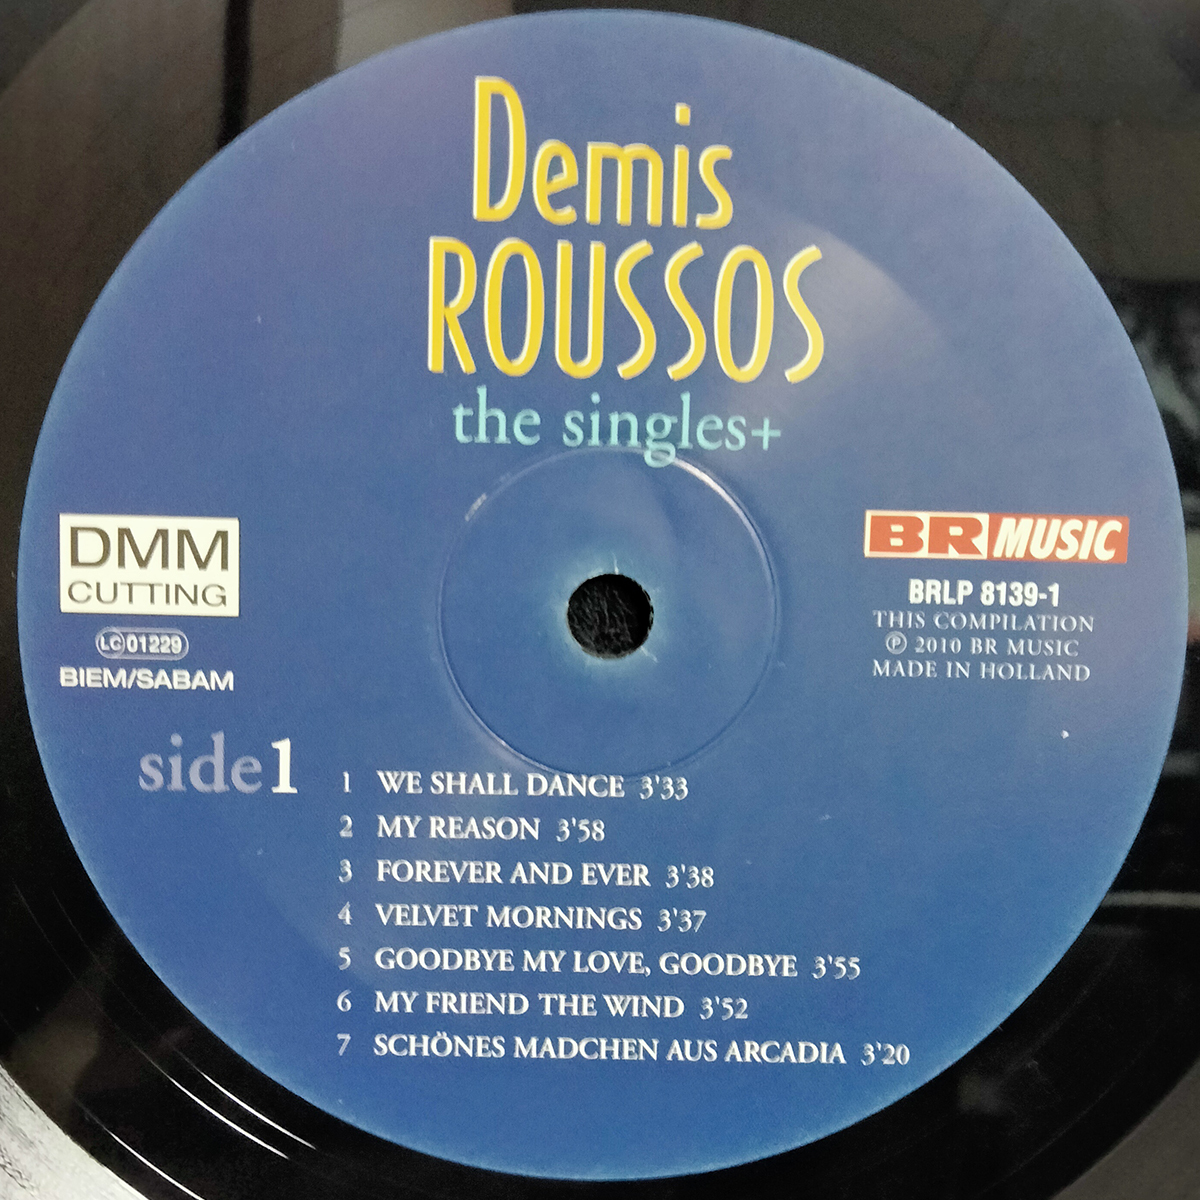 Demis
ROUSSOS
the singles+
DMM
CUTTING
LC 01229
BIEM/SABAM
BR MUSIC
BRLP 8139-1
THIS COMPILATION
℗ 2010 BR MUSIC
MADE IN HOLLAND
side1
1 WE SHALL DANCE 3'33
2 MY REASON 3'58
3 FOREVER AND EVER 3'38
4 VELVET MORNINGS 3'37
5 GOODBYE MY LOVE, GOODBYE 3'55
6 MY FRIEND THE WIND 3'52
7 SCHÖNES MADCHEN AUS ARCADIA 3'20